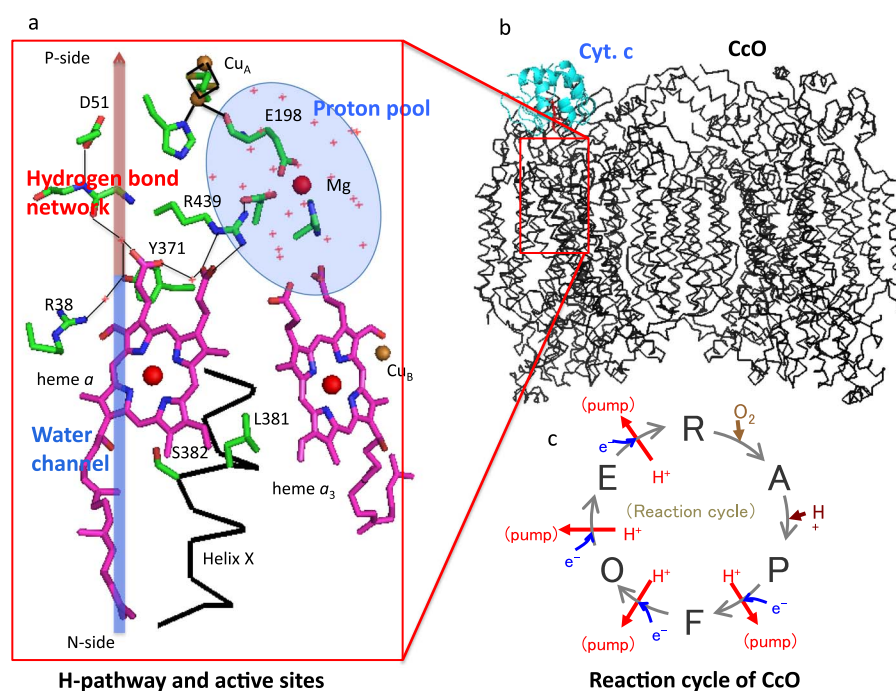 a
P-side
D51
Hydrogen bond
network
CuA
Proton pool
E198
Mg
R439
Y371
R38
heme a
CuB
Water
channel
L381
S382
heme a3
Helix X
N-side
H-pathway and active sites
b
Cyt. c
CcO
c
(pump)
e−
H+
R
O2
A
H
+
P
H+
e−
(pump)
F
H+
e−
(pump)
O
e−
H+
(pump)
E
(Reaction cycle)
Reaction cycle of CcO